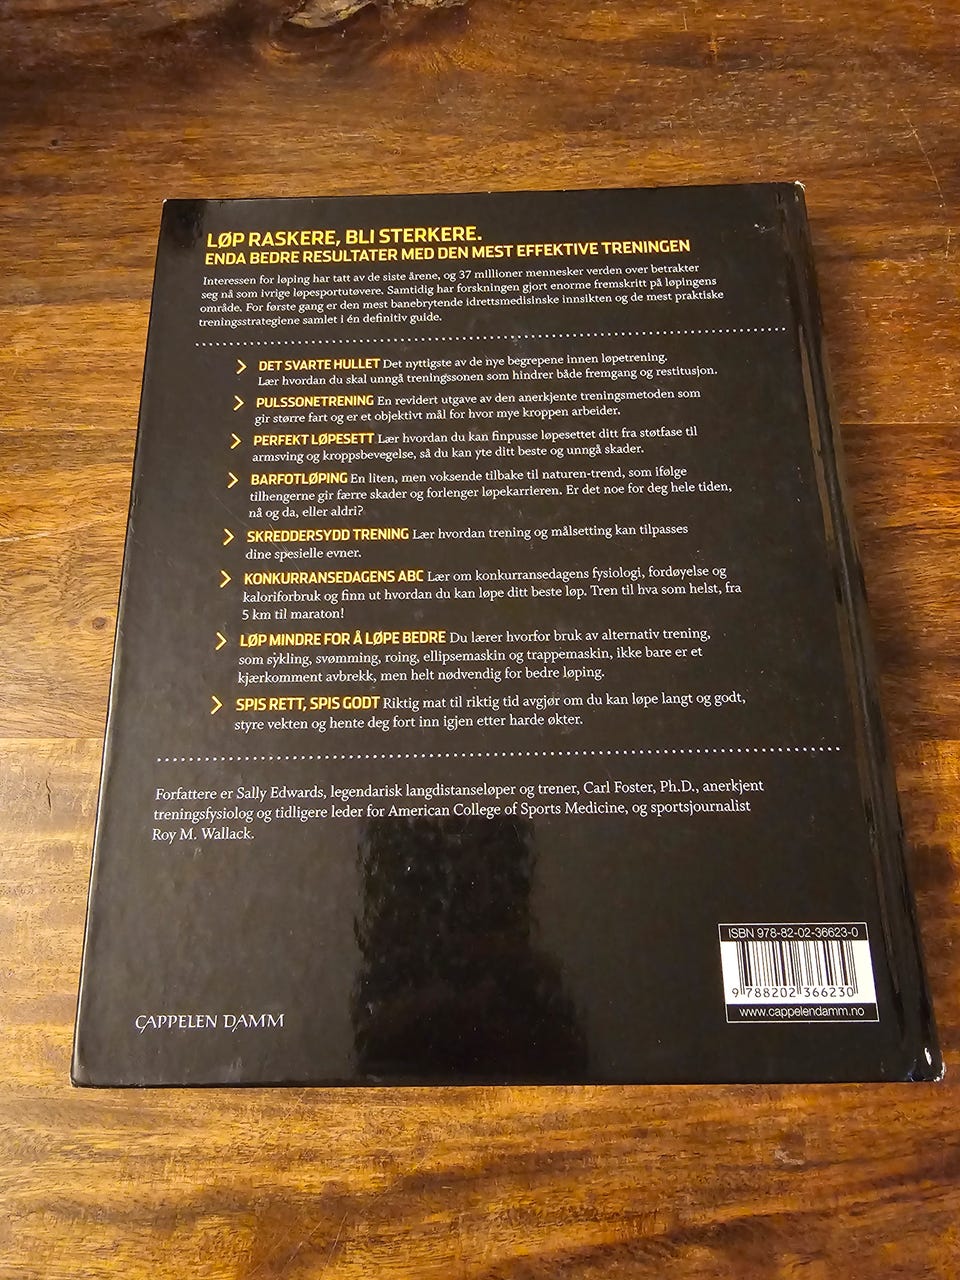 LØP RASKERE, BLI STERKERE.
ENDA BEDRE RESULTATER MED DEN MEST EFFEKTIVE TRENINGEN
Interessen for løping har tatt av de siste årene, og 37 millioner mennesker verden over betrakter
seg nå som ivrige løpesportutøvere. Samtidig har forskningen gjort enorme fremskritt på løpingens
område. For første gang er den mest banebrytende idrettsmedisinske innsikten og de mest praktiske
treningsstrategiene samlet i én definitiv guide.
DET SVARTE HULLET Det nyttigste av de nye begrepene innen løpetrening.
Lær hvordan du skal unngå treningssonen som hindrer både fremgang og restitusjon.
PULSSONETRENING En revidert utgave av den anerkjente treningsmetoden som
gir større fart og er et objektivt mål for hvor mye kroppen arbeider.
PERFEKT LØPESETT Lær hvordan du kan finpusse løpesettet ditt fra støtfase til
armsving og kroppsbevegelse, så du kan yte ditt beste og unngå skader.
BARFOTLØPING En liten, men voksende tilbake til naturen-trend, som ifølge
tilhengerne gir færre skader og forlenger løpekarrieren. Er det noe for deg hele tiden,
nå og da, eller aldri?
SKREDDERSYDD TRENING Lær hvordan trening og målsetting kan tilpasses
dine spesielle evner.
KONKURRANSEDAGENS ABC Lær om konkurransedagens fysiologi, fordøyelse og
kaloriforbruk og finn ut hvordan du kan løpe ditt beste løp. Tren til hva som helst, fra
5 km til maraton!
LØP MINDRE FOR Å LØPE BEDRE Du lærer hvorfor bruk av alternativ trening,
som sykling, svømming, roing, ellipsemaskin og trappemaskin, ikke bare er et
kjærkomment avbrekk, men helt nødvendig for bedre løping.
SPIS RETT, SPIS GODT Riktig mat til riktig tid avgjør om du kan løpe langt og godt,
styre vekten og hente deg fort inn igjen etter harde økter.
Forfattere er Sally Edwards, legendarisk langdistanseløper og trener, Carl Foster, Ph.D., anerkjent
treningsfysiolog og tidligere leder for American College of Sports Medicine, og sportsjournalist
Roy M. Wallack.
ISBN 978-82-02-36623-0
9 788202 366230
www.cappelendamm.no
CAPPELEN DAMM